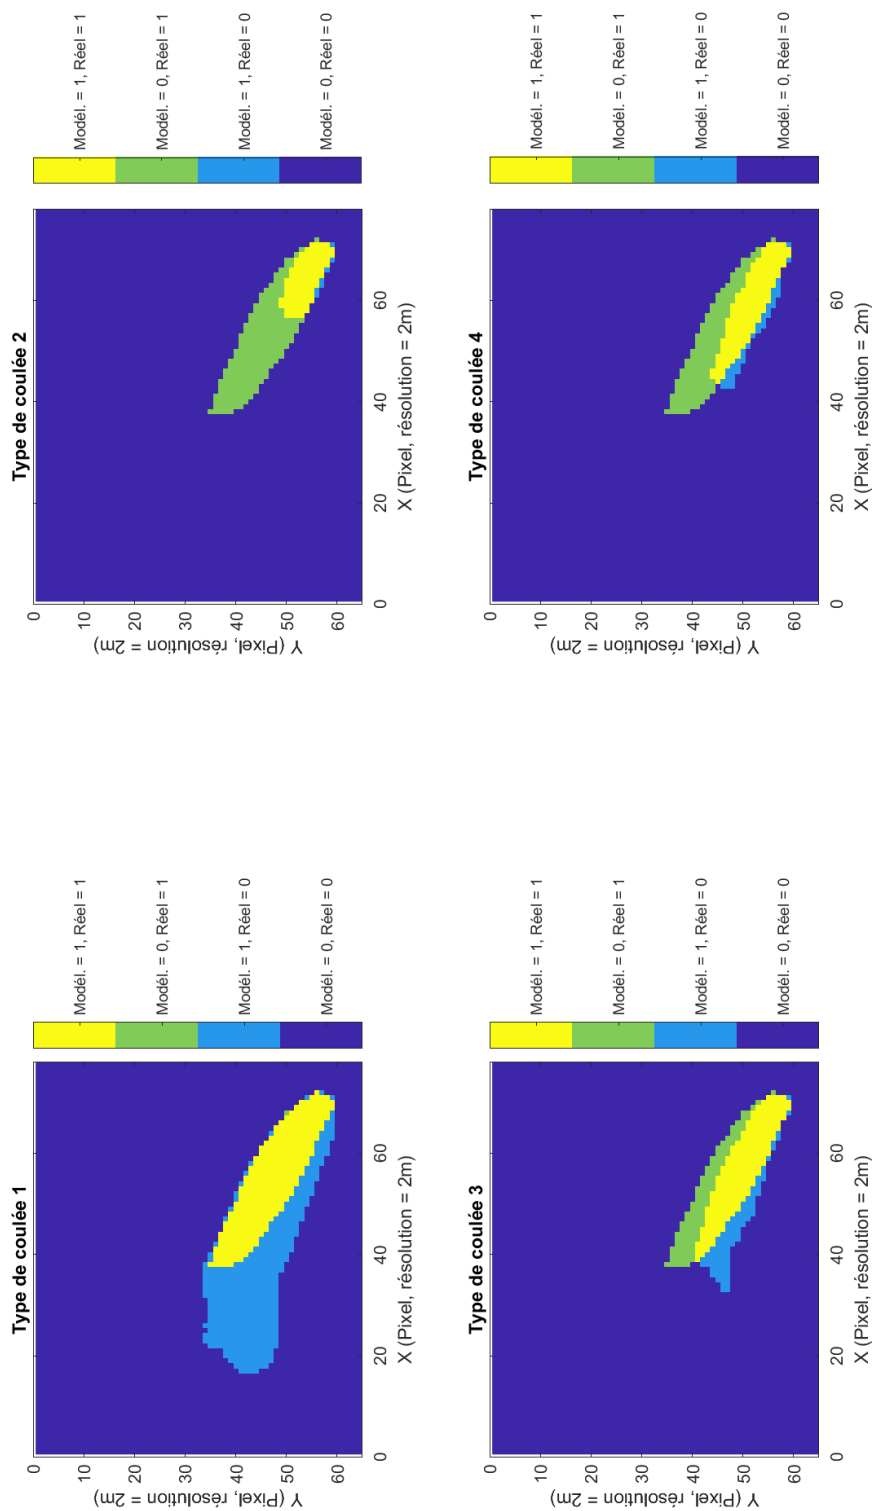 Type de coulée 1
0
10
20
30
40
50
60
Y (Pixel, résolution = 2m)
0
20
40
60
X (Pixel, résolution = 2m)
Modél. = 1, Réel = 1
Modél. = 0, Réel = 1
Modél. = 1, Réel = 0
Modél. = 0, Réel = 0
Type de coulée 2
0
10
20
30
40
50
60
Y (Pixel, résolution = 2m)
0
20
40
60
X (Pixel, résolution = 2m)
Modél. = 1, Réel = 1
Modél. = 0, Réel = 1
Modél. = 1, Réel = 0
Modél. = 0, Réel = 0
Type de coulée 3
0
10
20
30
40
50
60
Y (Pixel, résolution = 2m)
0
20
40
60
X (Pixel, résolution = 2m)
Modél. = 1, Réel = 1
Modél. = 0, Réel = 1
Modél. = 1, Réel = 0
Modél. = 0, Réel = 0
Type de coulée 4
0
10
20
30
40
50
60
Y (Pixel, résolution = 2m)
0
20
40
60
X (Pixel, résolution = 2m)
Modél. = 1, Réel = 1
Modél. = 0, Réel = 1
Modél. = 1, Réel = 0
Modél. = 0, Réel = 0